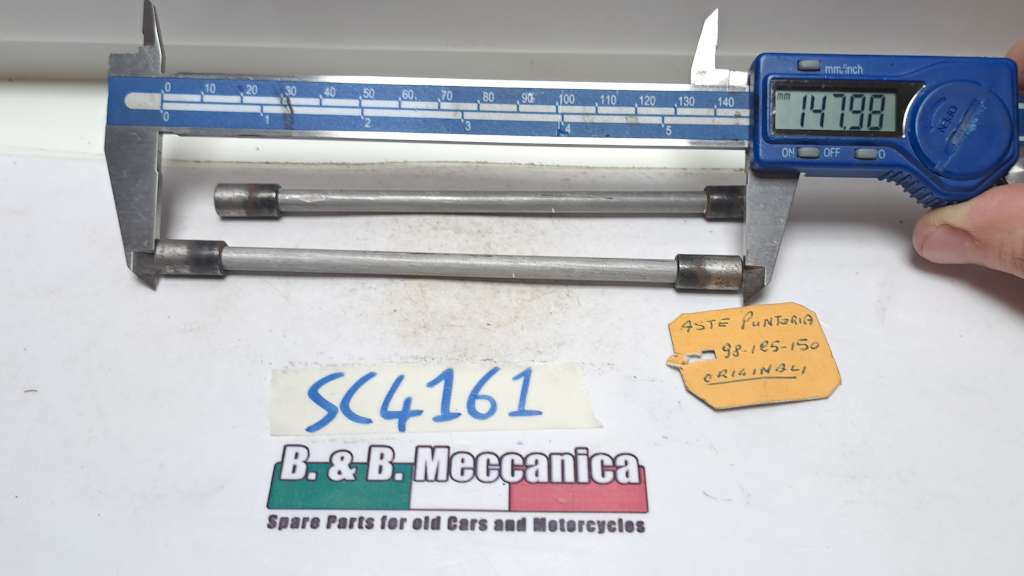 mm/inch
mm 147.98
ON OFF 0
OPEN
0 10 20 30 40 50 60 70 80 90 100 110 120 130 140
0 1 2 3 4 5
ASTE PUNTERIA
98-125-150
ORIGINALI
SC4161
B. & B. Meccanica
Spare Parts for old Cars and Motorcycles